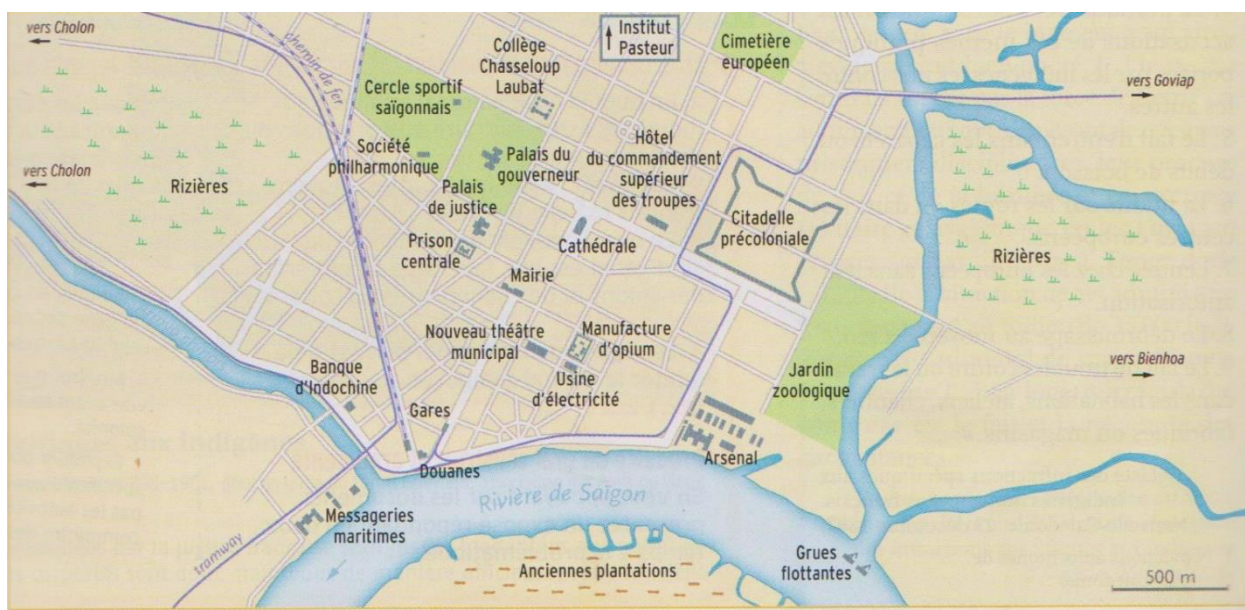 vers Cholon
chemin de fer
Collège
Chasseloup
Laubat
Institut
Pasteur
Cimetière
européen
vers Goviap
Cercle sportif
saïgonnais
Société
philharmonique
Palais du
gouverneur
Hôtel
du commandement
supérieur
des troupes
vers Cholon
Rizières
Palais
de justice
Citadelle
précoloniale
Prison
centrale
Cathédrale
Rizières
Mairie
Nouveau théâtre
municipal
Manufacture
d'opium
Banque
d'Indochine
Usine
d'électricité
Jardin
zoologique
vers Bienhoa
Gares
Douanes
Arsenal
Rivière de Saïgon
Messageries
maritimes
tramway
Anciennes plantations
Grues
flottantes
500 m